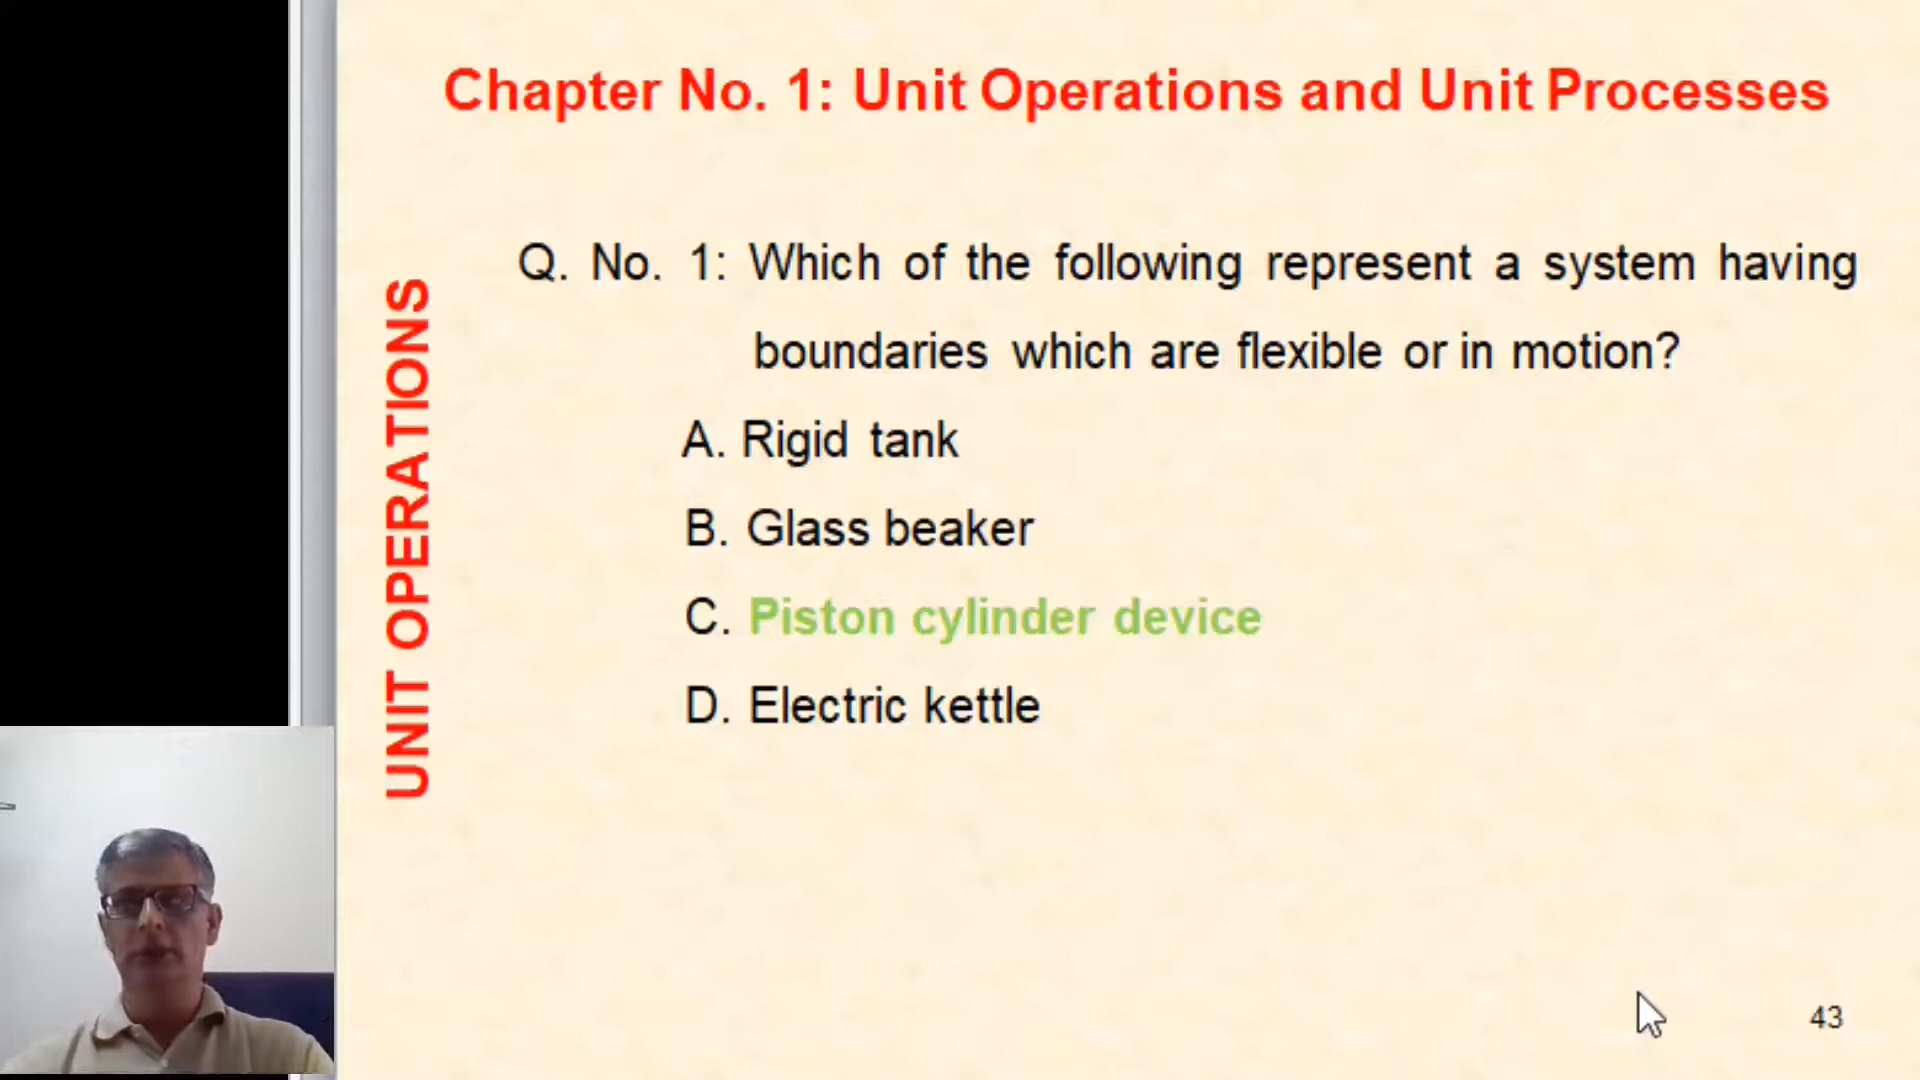 Chapter No. 1: Unit Operations and Unit Processes
UNIT OPERATIONS
Q. No. 1: Which of the following represent a system having
boundaries which are flexible or in motion?
A. Rigid tank
B. Glass beaker
C. Piston cylinder device
D. Electric kettle
43